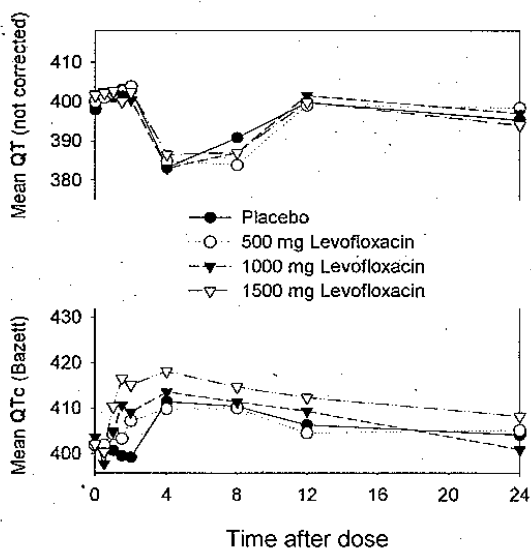 Mean QT (not corrected)
410
400
390
380
Placebo
500 mg Levofloxacin
1000 mg Levofloxacin
1500 mg Levofloxacin
Mean QTc (Bazett)
430
420
410
400
0 4 8 12 16 20 24
Time after dose